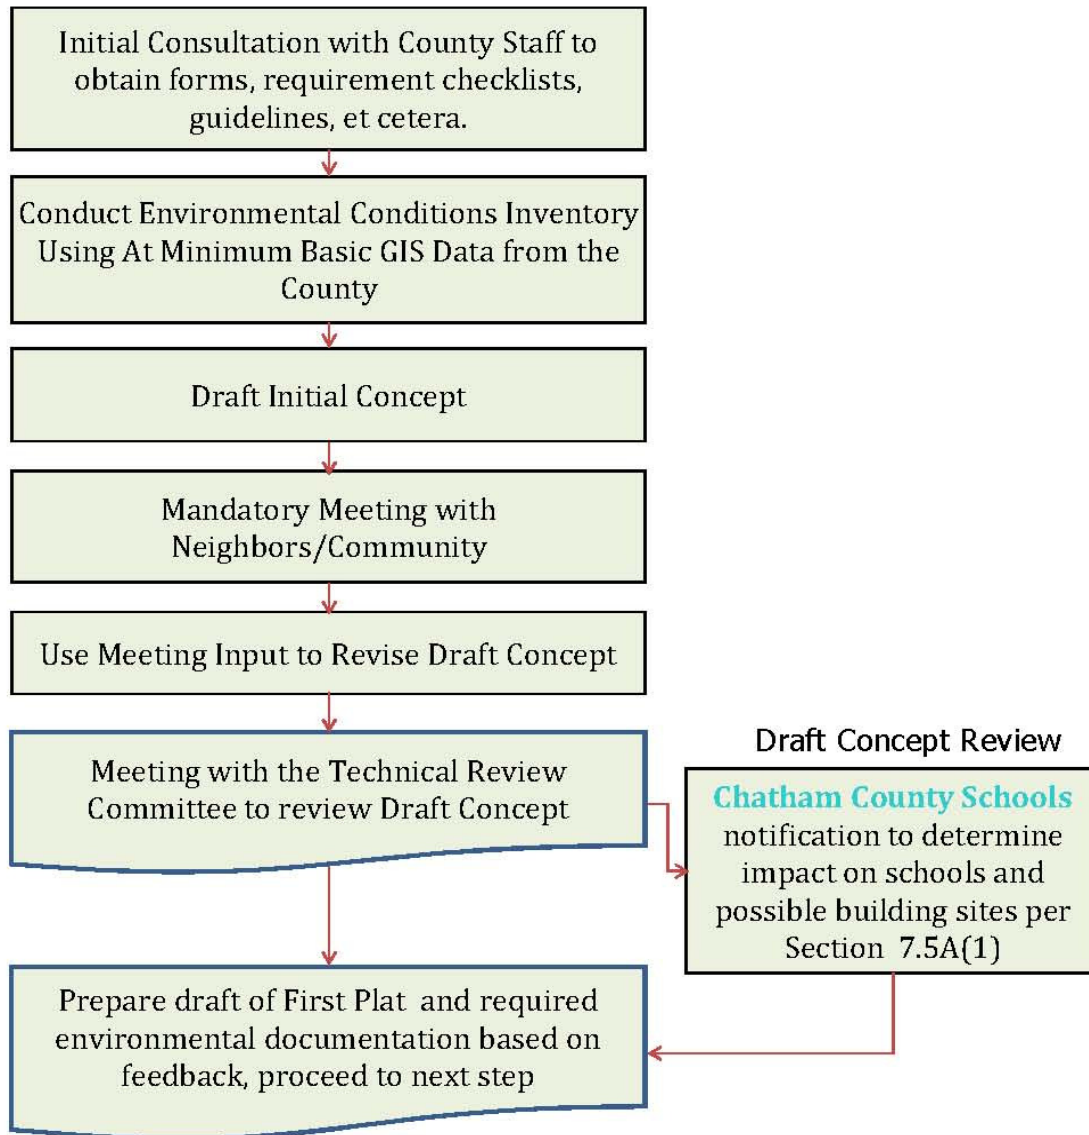 Initial Consultation with County Staff to
obtain forms, requirement checklists,
guidelines, et cetera.
Conduct Environmental Conditions Inventory
Using At Minimum Basic GIS Data from the
County
Draft Initial Concept
Mandatory Meeting with
Neighbors/Community
Use Meeting Input to Revise Draft Concept
Meeting with the Technical Review
Committee to review Draft Concept
Draft Concept Review
Chatham County Schools
notification to determine
impact on schools and
possible building sites per
Section 7.5A(1)
Prepare draft of First Plat and required
environmental documentation based on
feedback, proceed to next step